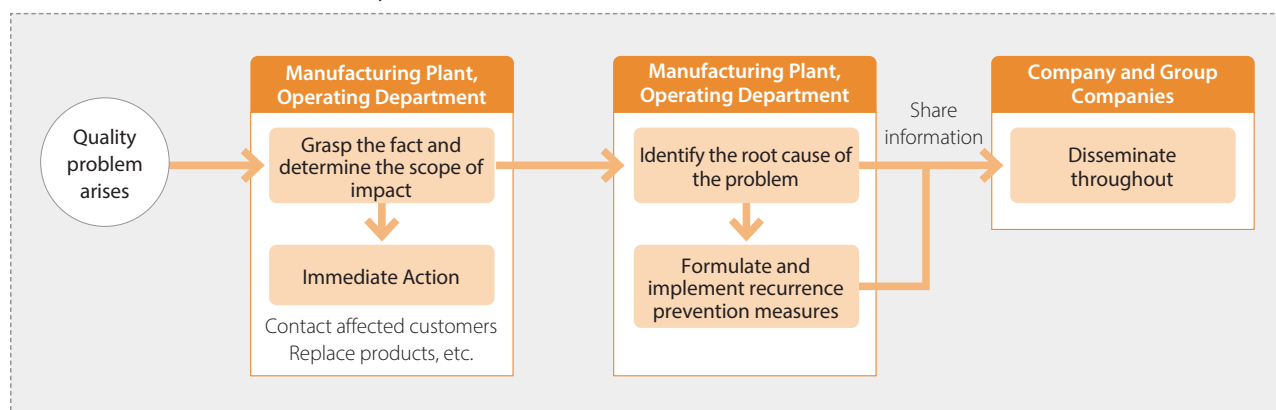 Quality
problem
arises
Manufacturing Plant,
Operating Department
Grasp the fact and
determine the scope of
impact
Immediate Action
Contact affected customers
Replace products, etc.
Manufacturing Plant,
Operating Department
Identify the root cause of
the problem
Formulate and
implement recurrence
prevention measures
Share
information
Company and Group
Companies
Disseminate
throughout